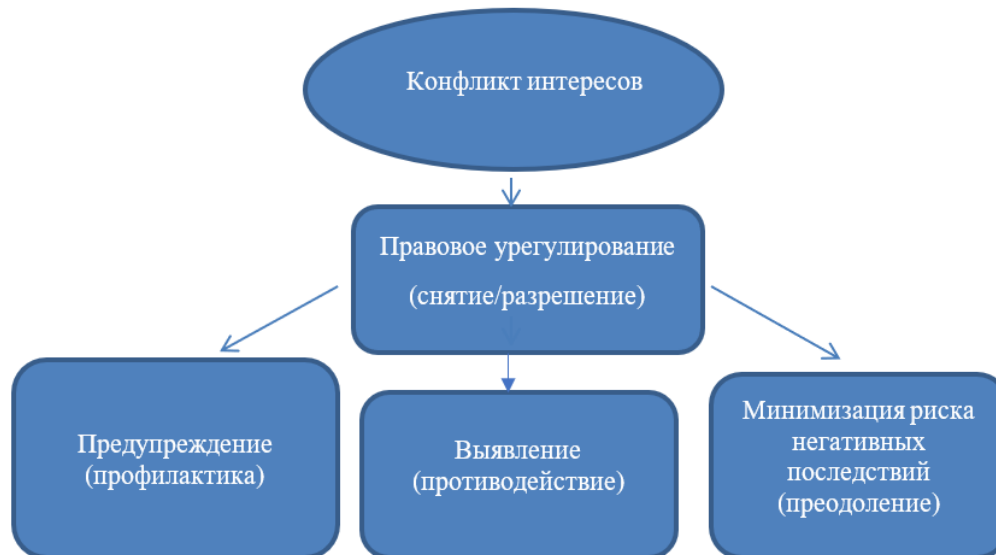 Конфликт интересов
Правовое урегулирование
(снятие/разрешение)
Предупреждение
(профилактика)
Выявление
(противодействие)
Минимизация риска
негативных
последствий
(преодоление)